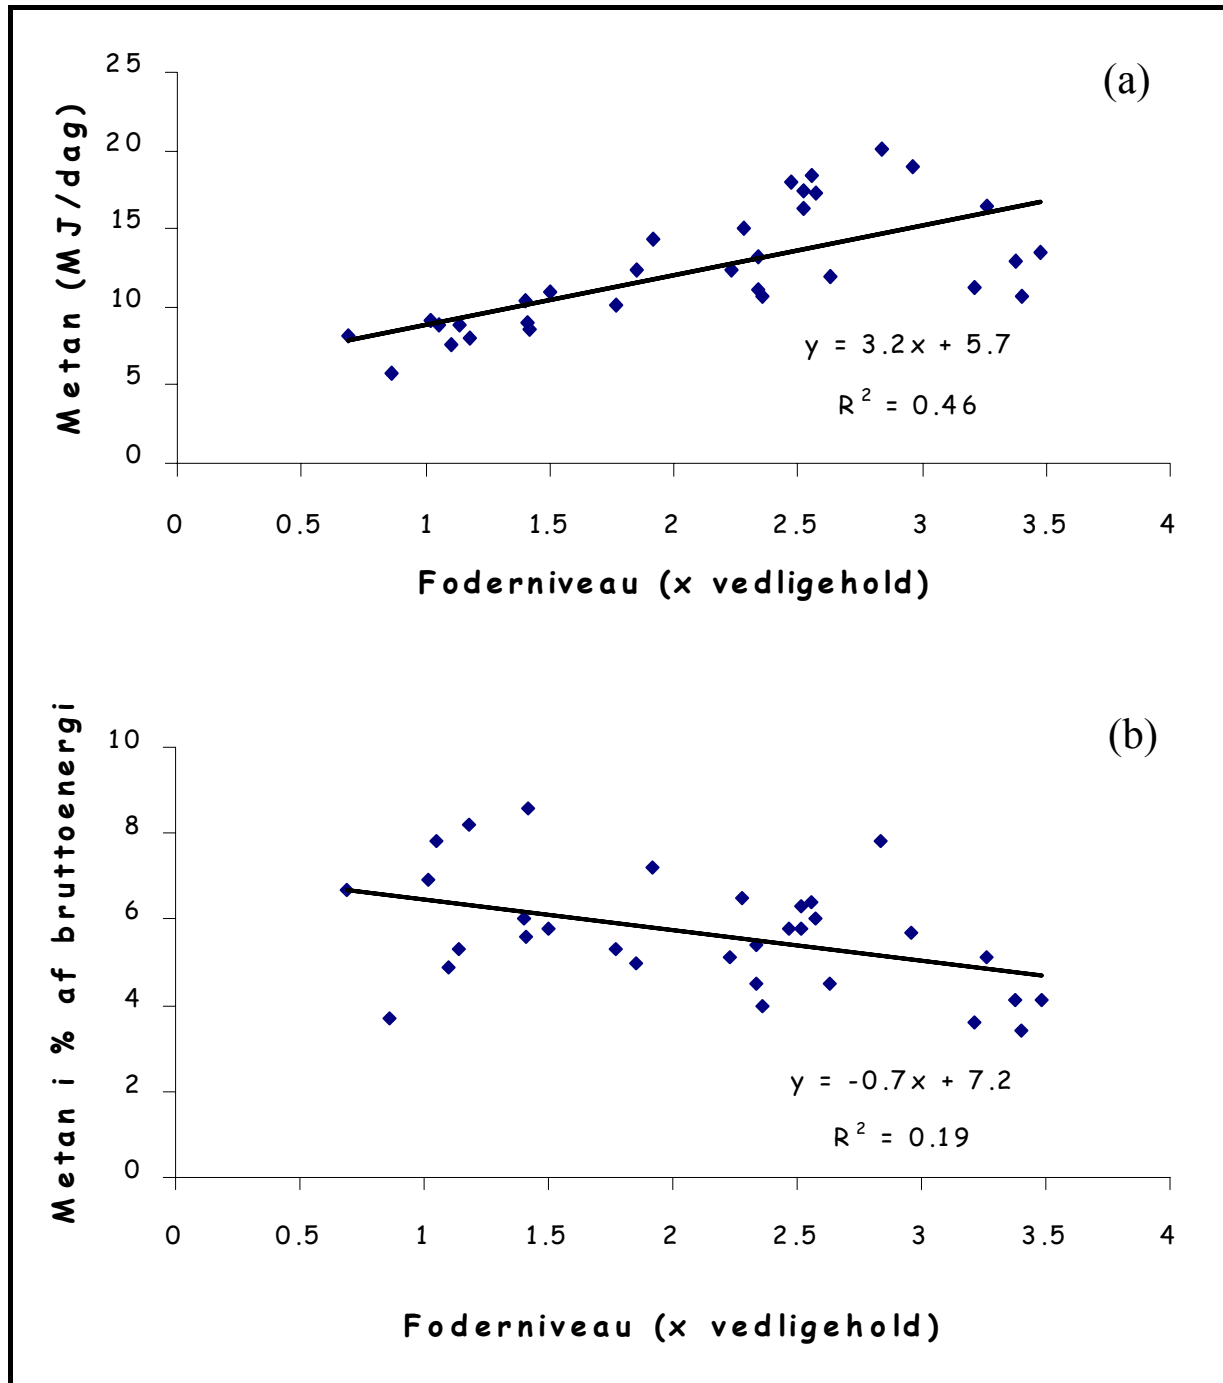 (a)
Metan (MJ/dag)
25
20
15
10
5
0
y = 3.2x + 5.7
R² = 0.46
0 0.5 1 1.5 2 2.5 3 3.5 4
Foderniveau (x vedligehold)
(b)
Metan i % af bruttoenergi
10
8
6
4
2
0
y = -0.7x + 7.2
R² = 0.19
0 0.5 1 1.5 2 2.5 3 3.5 4
Foderniveau (x vedligehold)